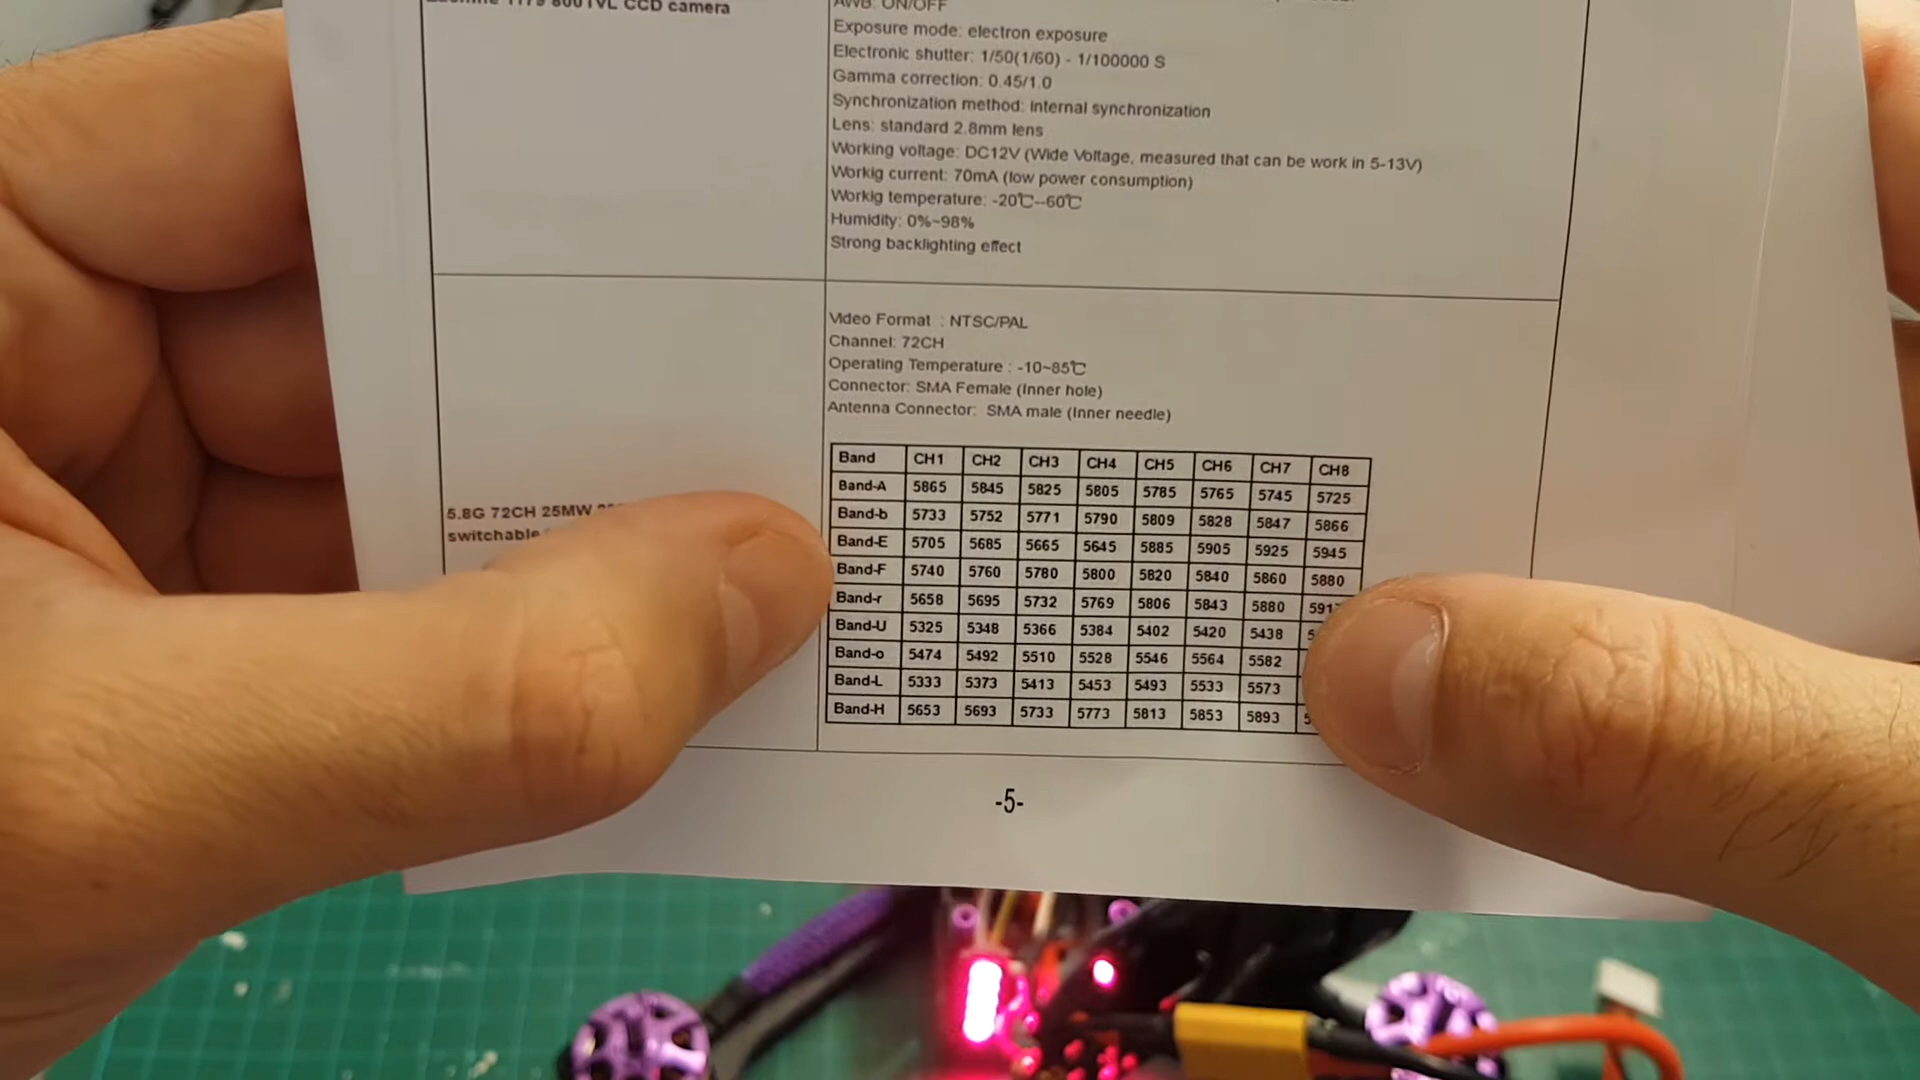 CCD camera
AWB: ON/OFF
Exposure mode: electron exposure
Electronic shutter: 1/50(1/60) - 1/100000 S
Gamma correction: 0.45/1.0
Synchronization method: internal synchronization
Lens: standard 2.8mm lens
Working voltage: DC12V (Wide Voltage, measured that can be work in 5-13V)
Workig current: 70mA (low power consumption)
Workig temperature: -20℃--60℃
Humidity: 0%~98%
Strong backlighting effect
5.8G 72CH 25MW
switchable
Video Format : NTSC/PAL
Channel: 72CH
Operating Temperature : -10~85℃
Connector: SMA Female (Inner hole)
Antenna Connector: SMA male (Inner needle)
Band CH1 CH2 CH3 CH4 CH5 CH6 CH7 CH8
Band-A 5865 5845 5825 5805 5785 5765 5745 5725
Band-b 5733 5752 5771 5790 5809 5828 5847 5866
Band-E 5705 5685 5665 5645 5885 5905 5925 5945
Band-F 5740 5760 5780 5800 5820 5840 5860 5880
Band-r 5658 5695 5732 5769 5806 5843 5880
Band-U 5325 5348 5366 5384 5402 5420 5438
Band-o 5474 5492 5510 5528 5546 5564 5582
Band-L 5333 5373 5413 5453 5493 5533 5573
Band-H 5653 5693 5733 5773 5813 5853 5893
-5-